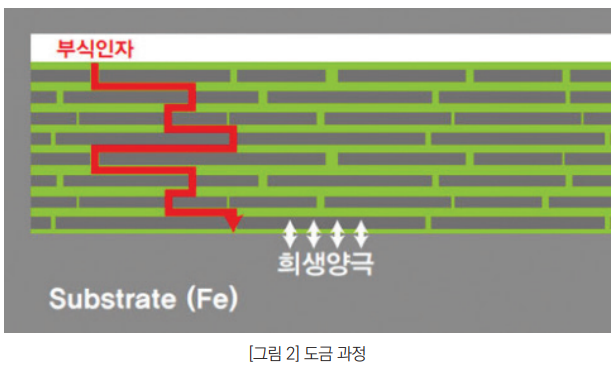 부식인자
희생양극
Substrate (Fe)
[그림 2] 도금 과정